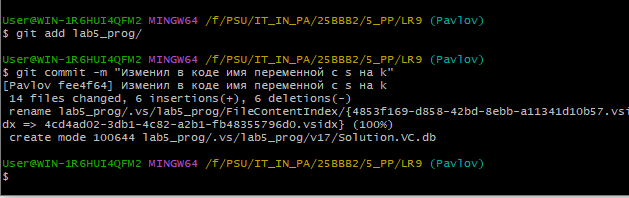 User@WIN-1R6HUI4QFM2 MINGW64 /f/PSU/IT_IN_PA/25BBB2/5_PP/LR9 (Pavlov)
$ git add lab5_prog/
User@WIN-1R6HUI4QFM2 MINGW64 /f/PSU/IT_IN_PA/25BBB2/5_PP/LR9 (Pavlov)
$ git commit -m "Изменил в коде имя переменной с s на k"
[Pavlov fee4f64] Изменил в коде имя переменной с s на k
 14 files changed, 6 insertions(+), 6 deletions(-)
 rename lab5_prog/.vs/lab5_prog/FileContentIndex/{4853f169-d858-42bd-8ebb-a11341d10b57.vsi
dx => 4cd4ad02-3db1-4c82-a2b1-fb48355796d0.vsidx} (100%)
 create mode 100644 lab5_prog/.vs/lab5_prog/v17/Solution.VC.db
User@WIN-1R6HUI4QFM2 MINGW64 /f/PSU/IT_IN_PA/25BBB2/5_PP/LR9 (Pavlov)
$